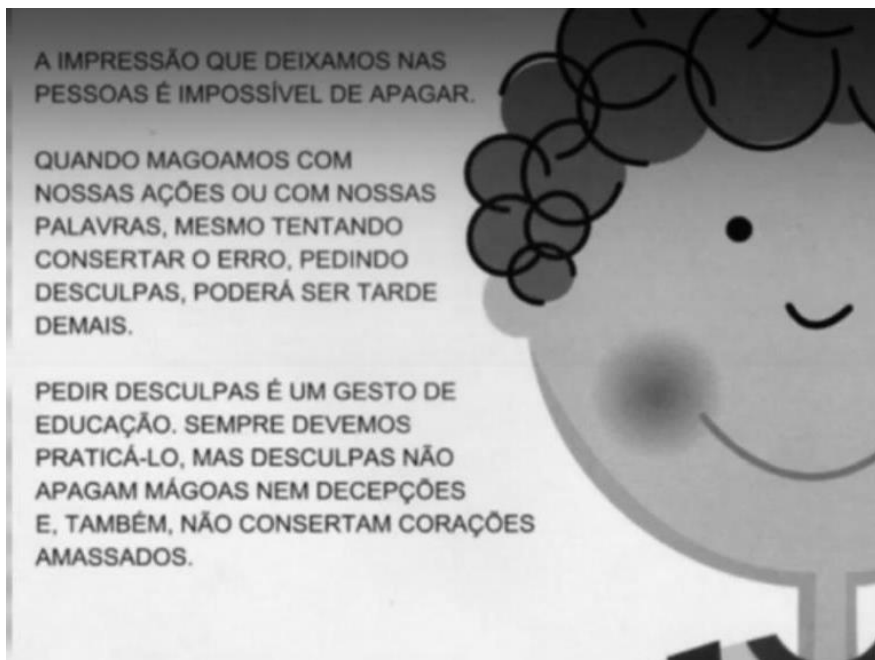 A IMPRESSÃO QUE DEIXAMOS NAS
PESSOAS É IMPOSSÍVEL DE APAGAR.
QUANDO MAGOAMOS COM
NOSSAS AÇÕES OU COM NOSSAS
PALAVRAS, MESMO TENTANDO
CONSERTAR O ERRO, PEDINDO
DESCULPAS, PODERÁ SER TARDE
DEMAIS.
PEDIR DESCULPAS É UM GESTO DE
EDUCAÇÃO. SEMPRE DEVEMOS
PRATICÁ-LO, MAS DESCULPAS NÃO
APAGAM MÁGOAS NEM DECEPÇÕES
E, TAMBÉM, NÃO CONSERTAM CORAÇÕES
AMASSADOS.